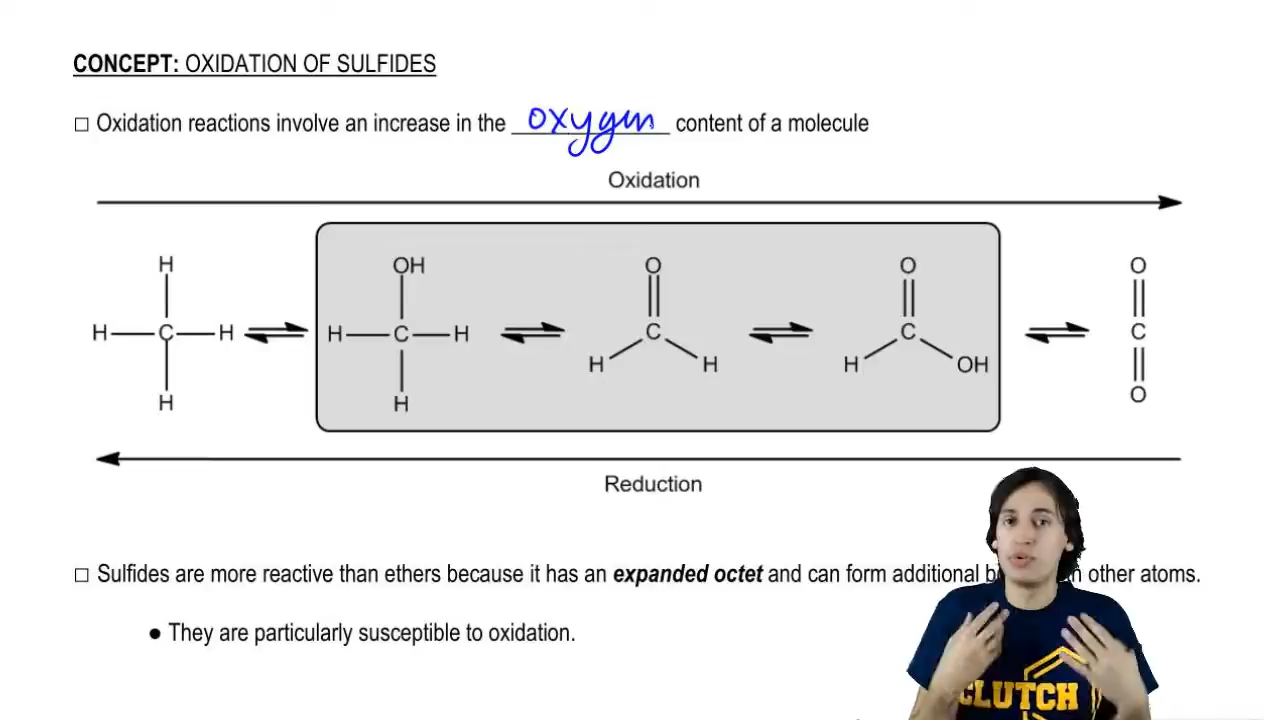 CONCEPT: OXIDATION OF SULFIDES
□ Oxidation reactions involve an increase in the oxygen content of a molecule
Oxidation
H OH O O O
H C H H C H C C C
H H H OH
H H O
Reduction
□ Sulfides are more reactive than ethers because it has an expanded octet and can form additional other atoms.
● They are particularly susceptible to oxidation.
CLUTCH